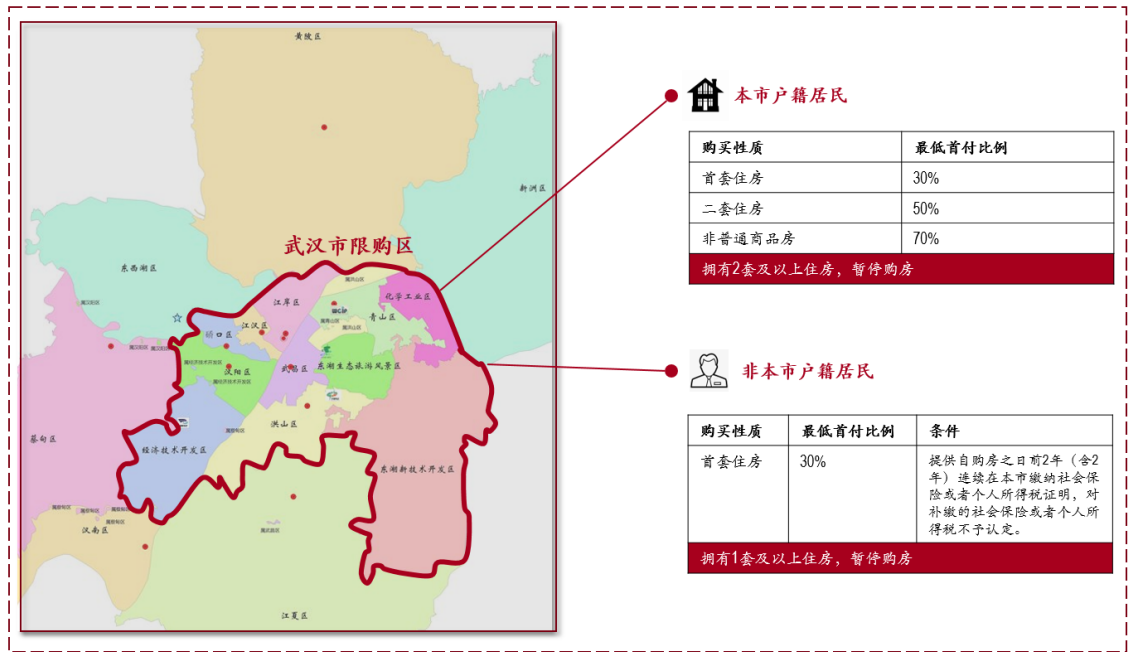 黄陂区
新洲区
武汉市限购区
东西湖区
化学工业区
江岸区
青山区
江汉区
硚口区
武昌区
东湖生态旅游风景区
汉阳区
洪山区
蔡甸区
经济技术开发区
东湖新技术开发区
汉南区
江夏区
本市户籍居民
购买性质 最低首付比例
首套住房 30%
二套住房 50%
非普通商品房 70%
拥有2套及以上住房，暂停购房
非本市户籍居民
购买性质 最低首付比例 条件
首套住房 30% 提供自购房之日前2年（含2
年）连续在本市缴纳社会保
险或者个人所得税证明，对
补缴的社会保险或者个人所
得税不予认定。
拥有1套及以上住房，暂停购房